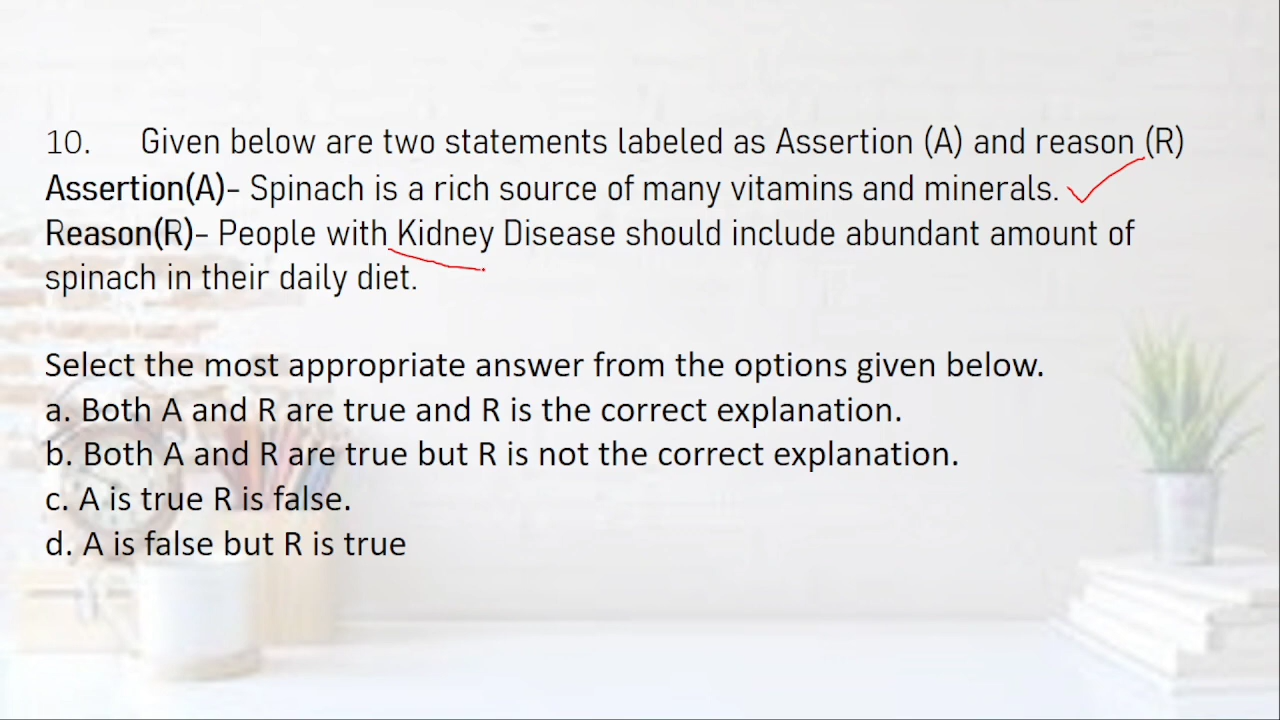 10. Given below are two statements labeled as Assertion (A) and reason (R)
Assertion(A)- Spinach is a rich source of many vitamins and minerals.
Reason(R)- People with Kidney Disease should include abundant amount of
spinach in their daily diet.
Select the most appropriate answer from the options given below.
a. Both A and R are true and R is the correct explanation.
b. Both A and R are true but R is not the correct explanation.
c. A is true R is false.
d. A is false but R is true